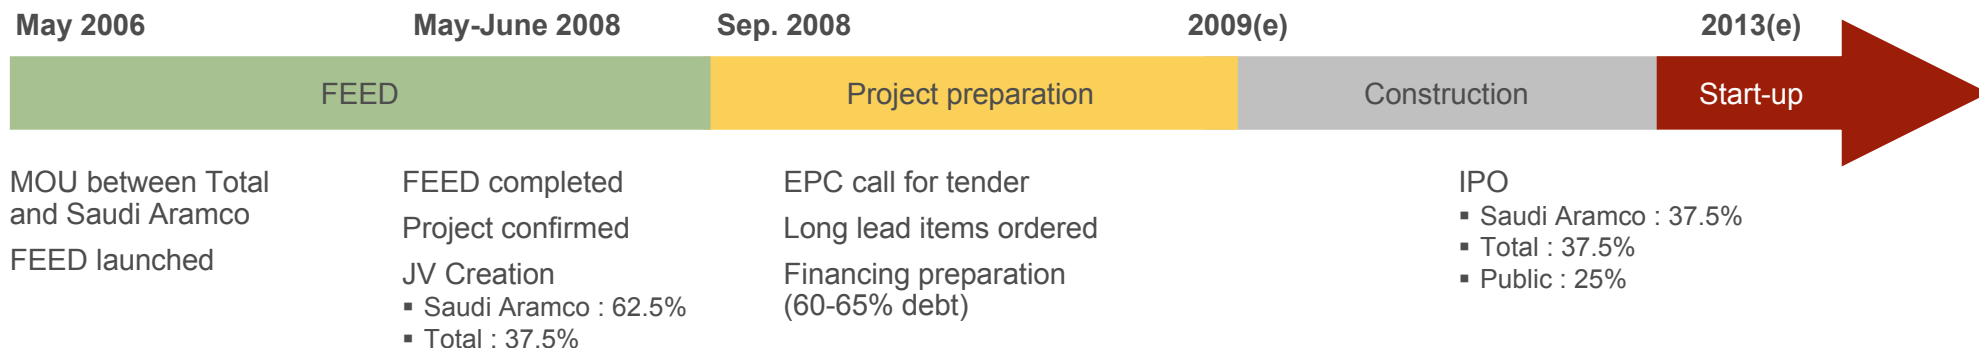 May 2006
May-June 2008
Sep. 2008
2009(e)
2013(e)
FEED
Project preparation
Construction
Start-up
MOU between Total
and Saudi Aramco
FEED launched
FEED completed
Project confirmed
JV Creation
▪ Saudi Aramco : 62.5%
▪ Total : 37.5%
EPC call for tender
Long lead items ordered
Financing preparation
(60-65% debt)
IPO
▪ Saudi Aramco : 37.5%
▪ Total : 37.5%
▪ Public : 25%